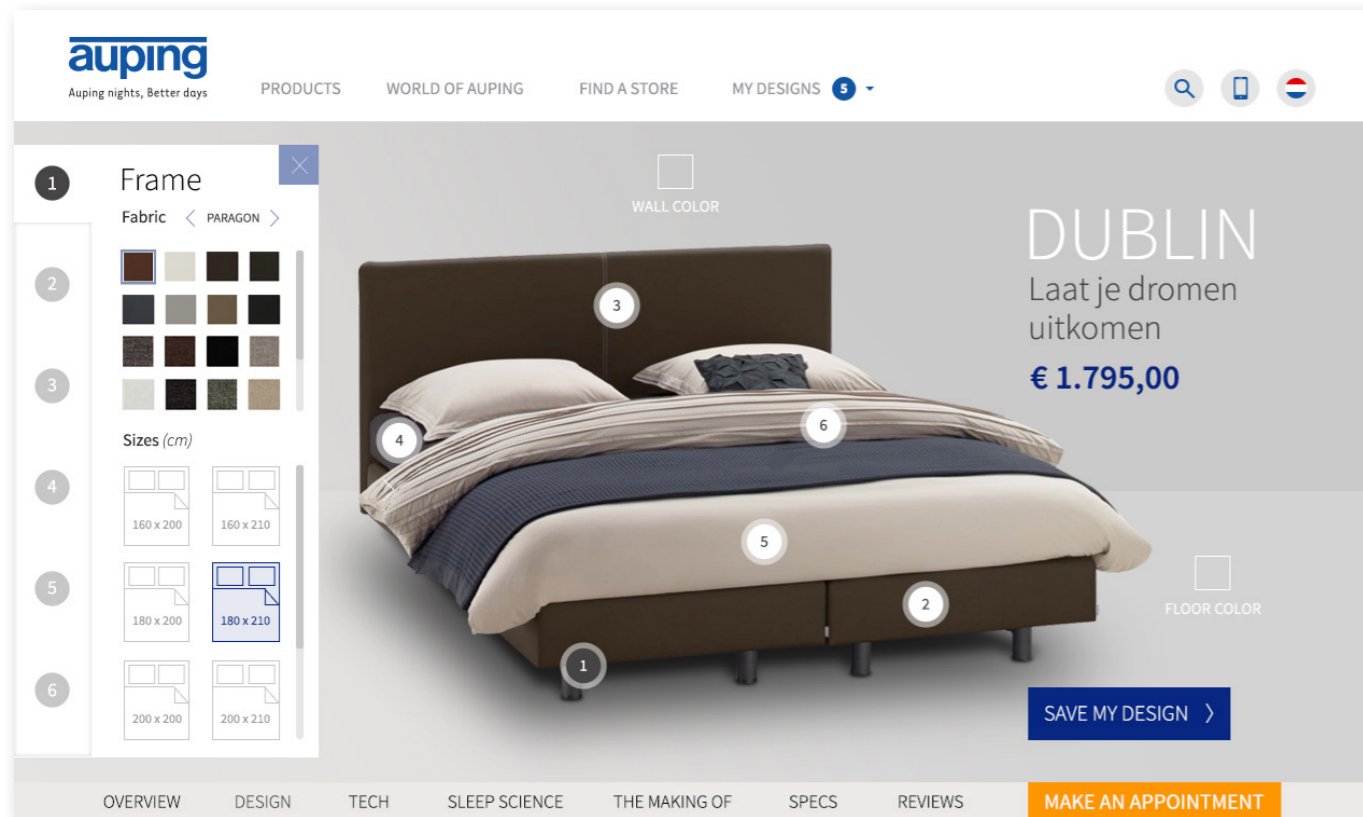 auping
Auping nights, Better days
PRODUCTS
WORLD OF AUPING
FIND A STORE
MY DESIGNS 5
1
2
3
4
5
6
Frame
Fabric PARAGON
Sizes (cm)
160 x 200
160 x 210
180 x 200
180 x 210
200 x 200
200 x 210
WALL COLOR
3
4
6
5
2
1
DUBLIN
Laat je dromen
uitkomen
€ 1.795,00
FLOOR COLOR
SAVE MY DESIGN
OVERVIEW
DESIGN
TECH
SLEEP SCIENCE
THE MAKING OF
SPECS
REVIEWS
MAKE AN APPOINTMENT